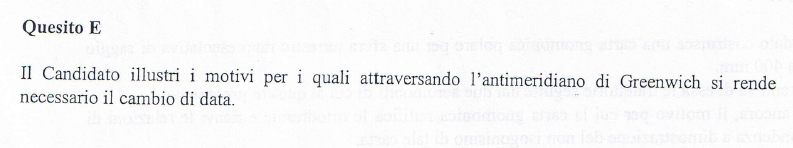 Quesito E
Il Candidato illustri i motivi per i quali attraversando l'antimeridiano di Greenwich si rende
necessario il cambio di data.